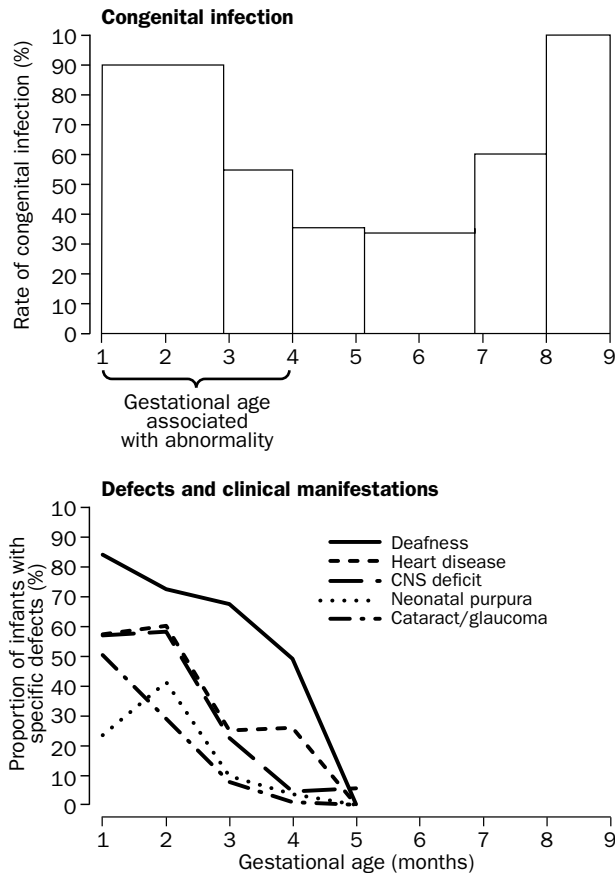 Congenital infection
Rate of congenital infection (%)
10
90
80
70
60
50
40
30
20
10
0
1 2 3 4 5 6 7 8 9
Gestational age
associated
with abnormality
Defects and clinical manifestations
Proportion of infants with
specific defects (%)
10
90
80
70
60
50
40
30
20
10
0
Deafness
Heart disease
CNS deficit
Neonatal purpura
Cataract/glaucoma
1 2 3 4 5 6 7 8 9
Gestational age (months)